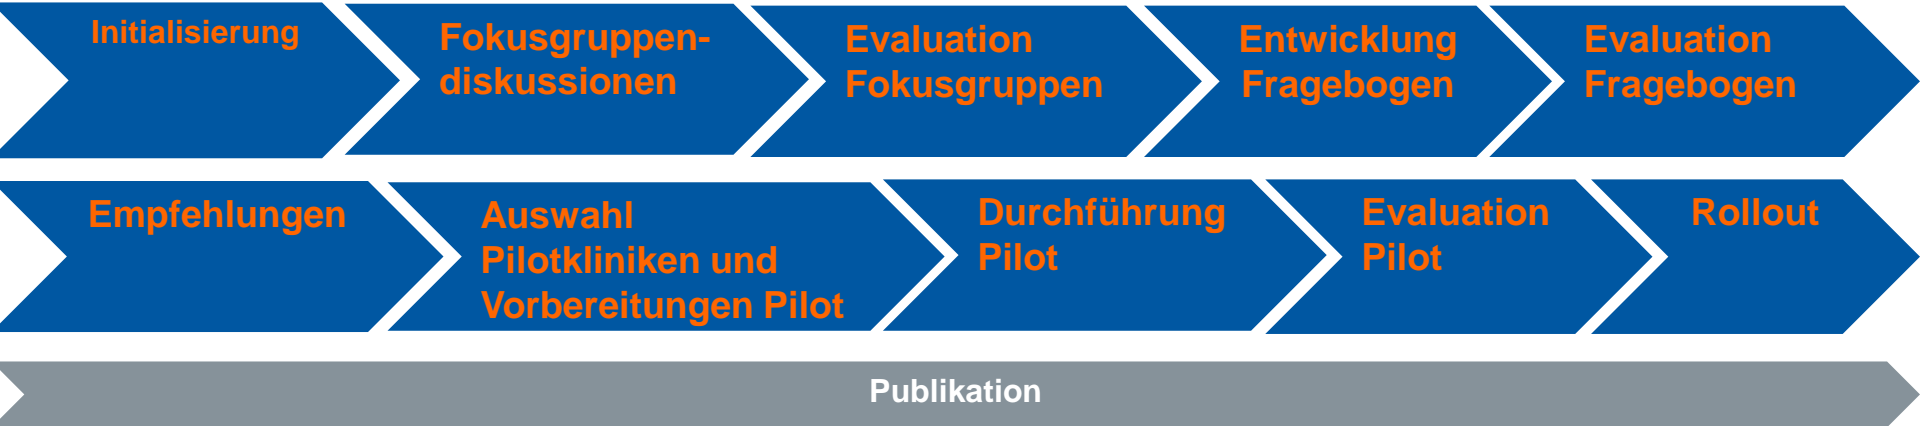 Initialisierung
Fokusgruppen-
diskussionen
Evaluation
Fokusgruppen
Entwicklung
Fragebogen
Evaluation
Fragebogen
Empfehlungen
Auswahl
Pilotkliniken und
Vorbereitungen Pilot
Durchführung
Pilot
Evaluation
Pilot
Rollout
Publikation